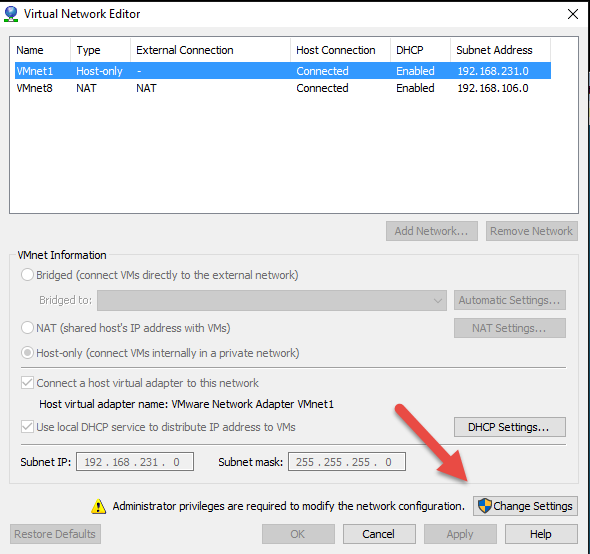 Virtual Network Editor
Name Type External Connection Host Connection DHCP Subnet Address
VMnet1 Host-only - Connected Enabled 192.168.231.0
VMnet8 NAT NAT Connected Enabled 192.168.106.0
Add Network... Remove Network
VMnet Information
Bridged (connect VMs directly to the external network)
Bridged to: Automatic Settings...
NAT (shared host's IP address with VMs) NAT Settings...
Host-only (connect VMs internally in a private network)
Connect a host virtual adapter to this network
Host virtual adapter name: VMware Network Adapter VMnet1
Use local DHCP service to distribute IP address to VMs DHCP Settings...
Subnet IP: 192 . 168 . 231 . 0 Subnet mask: 255 . 255 . 255 . 0
Administrator privileges are required to modify the network configuration. Change Settings
Restore Defaults OK Cancel Apply Help